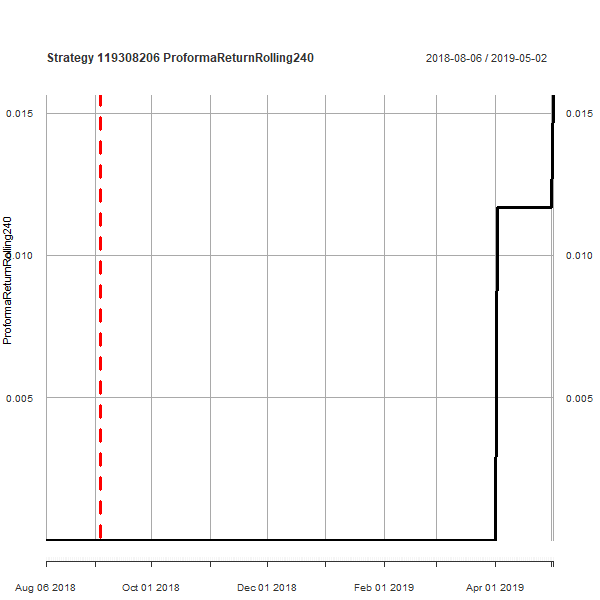 Strategy 119308206 ProformaReturnRolling240
2018-08-06 / 2019-05-02
0.015
0.015
ProformaReturnRolling240
0.010
0.010
0.005
0.005
Aug 06 2018
Oct 01 2018
Dec 01 2018
Feb 01 2019
Apr 01 2019